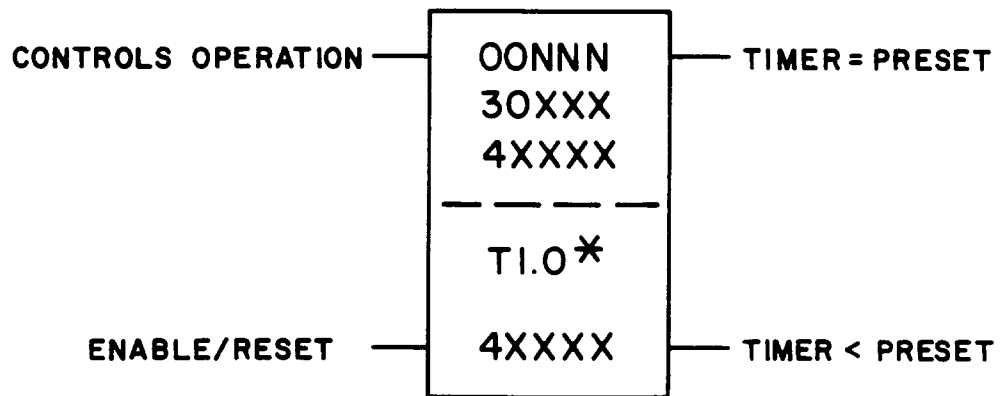 CONTROLS OPERATION OONNN TIMER = PRESET
30XXX
4XXXX
T1.0*
ENABLE/RESET 4XXXX TIMER < PRESET